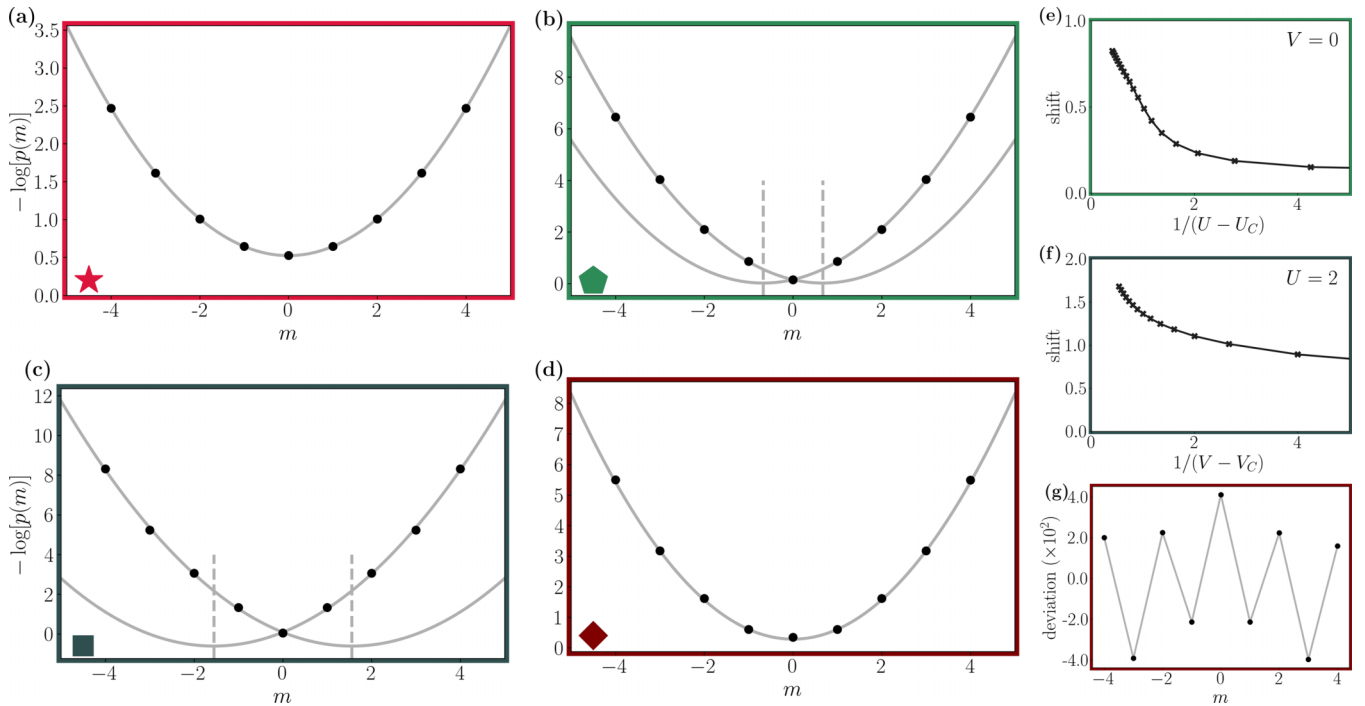 (a)
3.5
3.0
2.5
2.0
1.5
1.0
0.5
0.0
− log[p(m)]
−4 −2 0 2 4
m
(b)
8
6
4
2
0
−4 −2 0 2 4
m
(c)
12
10
8
6
4
2
0
− log[p(m)]
−4 −2 0 2 4
m
(d)
8
7
6
5
4
3
2
1
0
−4 −2 0 2 4
m
(e)
1.0
0.5
0.0
shift
V = 0
2 4
1/(U − U_C)
(f)
2.0
1.5
1.0
0.5
0.0
shift
U = 2
0 2 4
1/(V − V_C)
(g)
4.0
2.0
0.0
-2.0
-4.0
deviation (×10²)
−4 −2 0 2 4
m